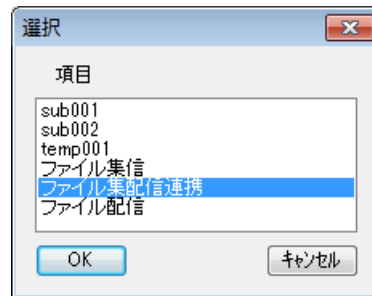 選択
項目
sub001
sub002
temp001
ファイル集信
ファイル集配信連携
ファイル配信
OK
キャンセル